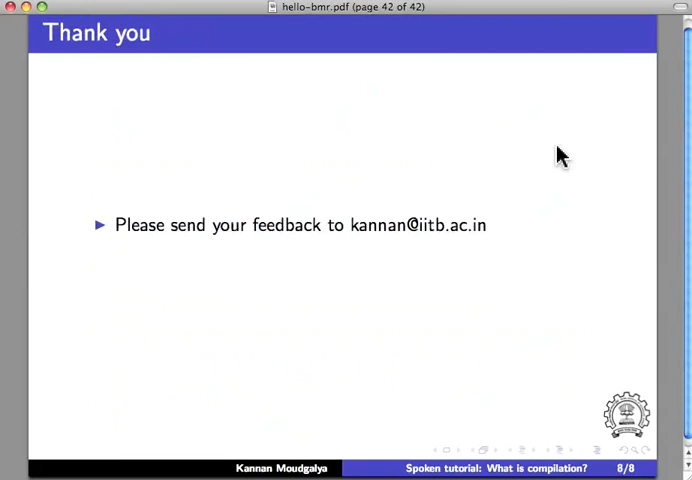 hello-bmr.pdf (page 42 of 42)
Thank you
Please send your feedback to kannan@iitb.ac.in
Kannan Moudgalya
Spoken tutorial: What is compilation?
8/8